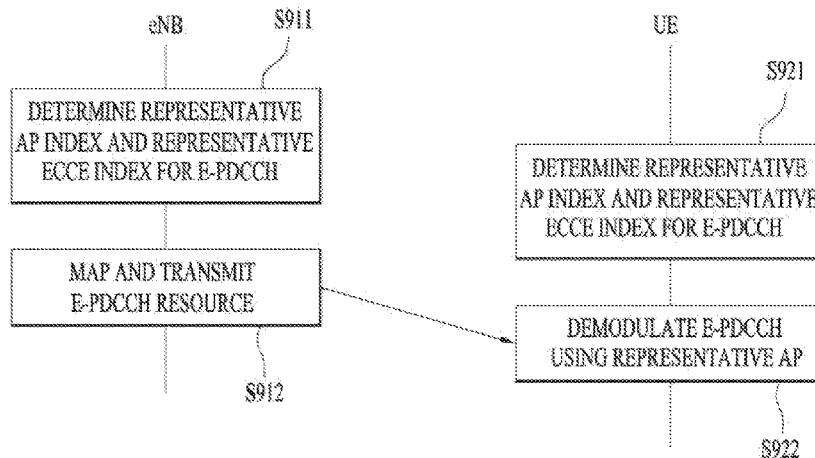 eNB
S911
UE
S921
DETERMINE REPRESENTATIVE
AP INDEX AND REPRESENTATIVE
ECCE INDEX FOR E-PDCCH
DETERMINE REPRESENTATIVE
AP INDEX AND REPRESENTATIVE
ECCE INDEX FOR E-PDCCH
MAP AND TRANSMIT
E-PDCCH RESOURCE
DEMODULATE E-PDCCH
USING REPRESENTATIVE AP
S912
S922